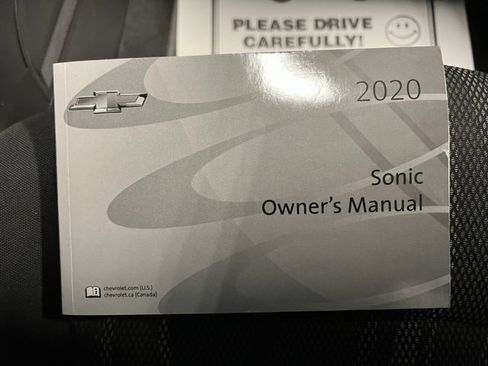 PLEASE DRIVE
CAREFULLY!
2020
Sonic
Owner's Manual
chevrolet.com (U.S.)
chevrolet.ca (Canada)